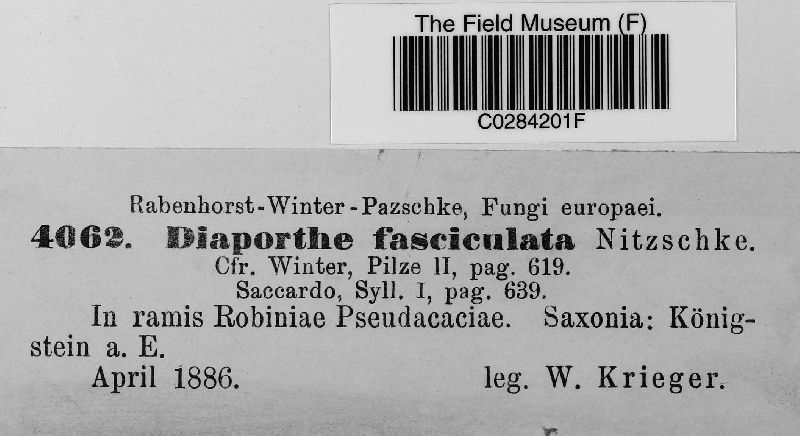 The Field Museum (F)
C0284201F
Rabenhorst-Winter-Pazschke, Fungi europaei.
4062. Diaporthe fasciculata Nitzschke.
Cfr. Winter, Pilze II, pag. 619.
Saccardo, Syll. I, pag. 639.
In ramis Robiniae Pseudacaciae. Saxonia: König-
stein a. E.
April 1886. leg. W. Krieger.